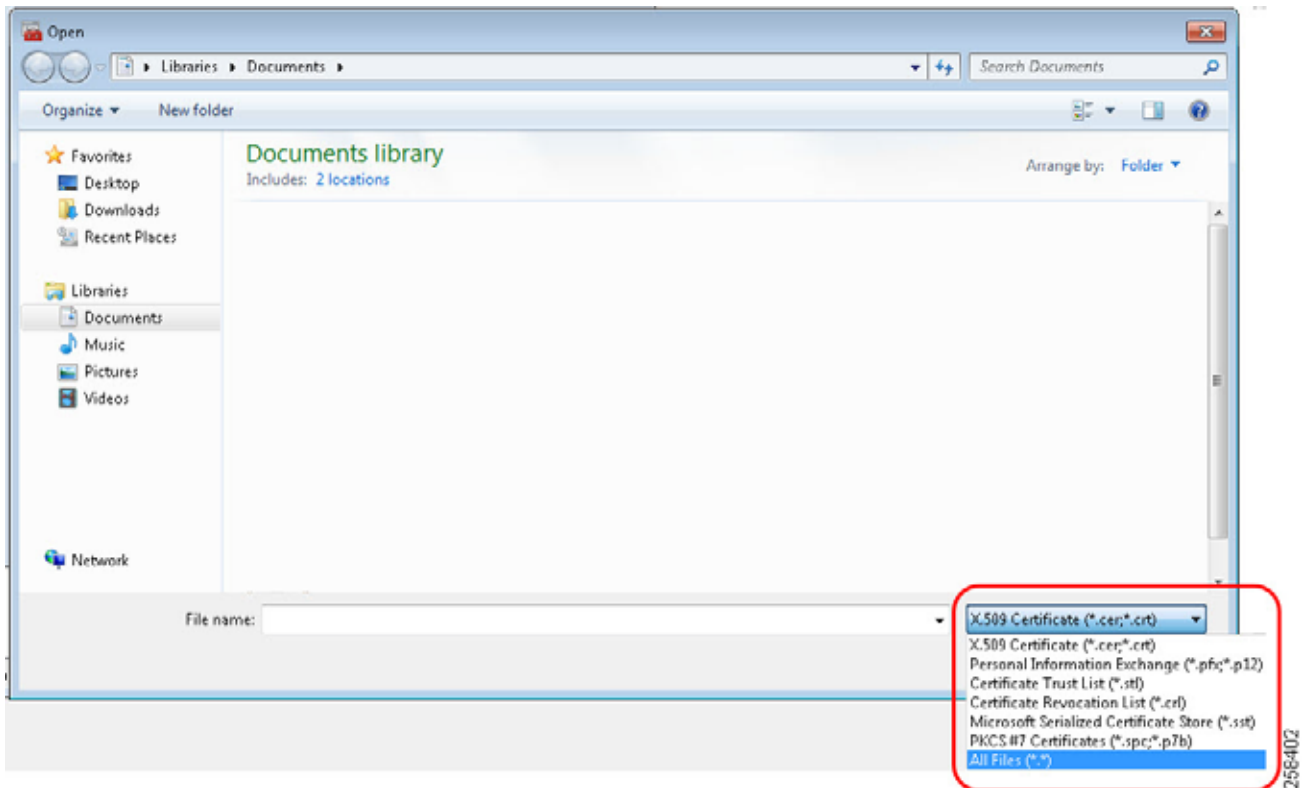 Open
Libraries ▸ Documents ▸
Search Documents
Organize
New folder
Favorites
Desktop
Downloads
Recent Places
Libraries
Documents
Music
Pictures
Videos
Network
Documents library
Includes: 2 locations
Arrange by: Folder
File name:
X.509 Certificate (*.cer;*.crt)
X.509 Certificate (*.cer;*.crt)
Personal Information Exchange (*.pfx;*.p12)
Certificate Trust List (*.stl)
Certificate Revocation List (*.crl)
Microsoft Serialized Certificate Store (*.sst)
PKCS #7 Certificates (*.spc;*.p7b)
All Files (*.*)
258402